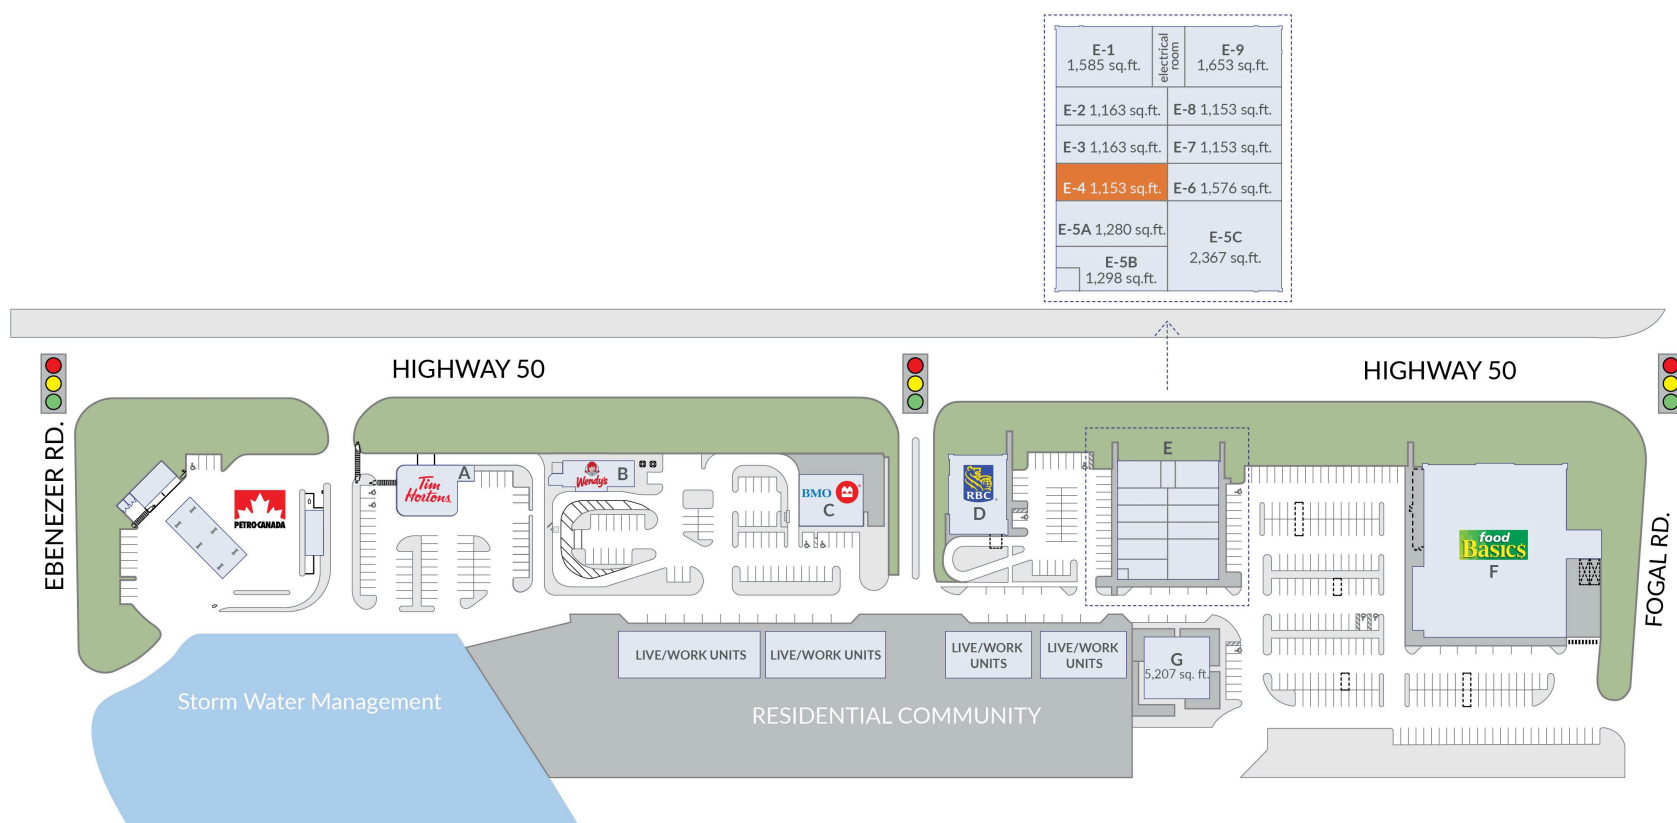 E-1
1,585 sq.ft.
electrical
room
E-9
1,653 sq.ft.
E-2 1,163 sq.ft.
E-8 1,153 sq.ft.
E-3 1,163 sq.ft.
E-7 1,153 sq.ft.
E-4 1,153 sq.ft.
E-6 1,576 sq.ft.
E-5A 1,280 sq.ft.
E-5C
2,367 sq.ft.
E-5B
1,298 sq.ft.
HIGHWAY 50
HIGHWAY 50
EBENEZER RD.
FOGAL RD.
PETRO-CANADA
A
Tim
Hortons
Wendy's
B
BMO
C
RBC
D
E
food
Basics
F
LIVE/WORK UNITS
LIVE/WORK UNITS
LIVE/WORK
UNITS
LIVE/WORK
UNITS
G
5,207 sq. ft.
Storm Water Management
RESIDENTIAL COMMUNITY